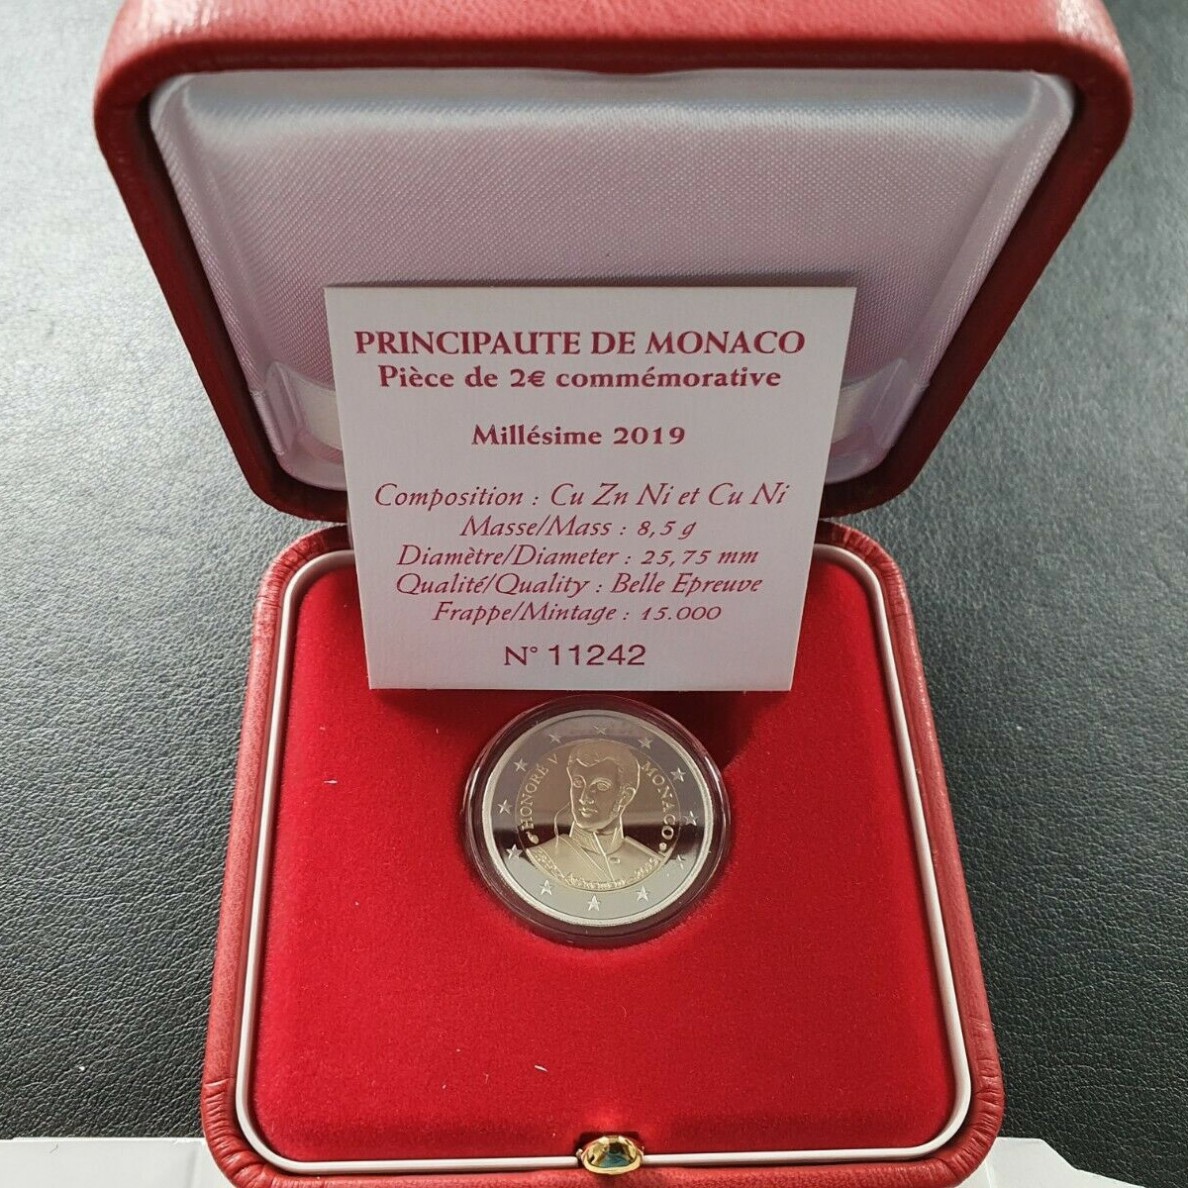 PRINCIPAUTE DE MONACO
Pièce de 2€ commémorative
Millésime 2019
Composition : Cu Zn Ni et Cu Ni
Masse/Mass : 8,5 g
Diamètre/Diameter : 25,75 mm
Qualité/Quality : Belle Epreuve
Frappe/Mintage : 15.000
N° 11242
HONORÉ V
MONACO